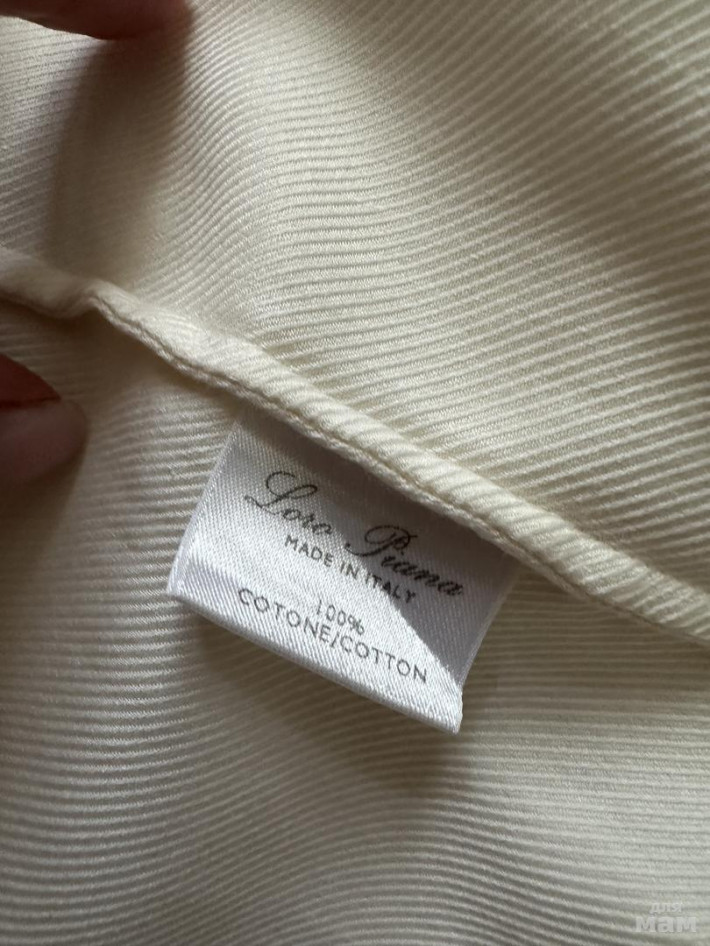 Loro Piana
MADE IN ITALY
100%
COTONE/COTTON
для
мам